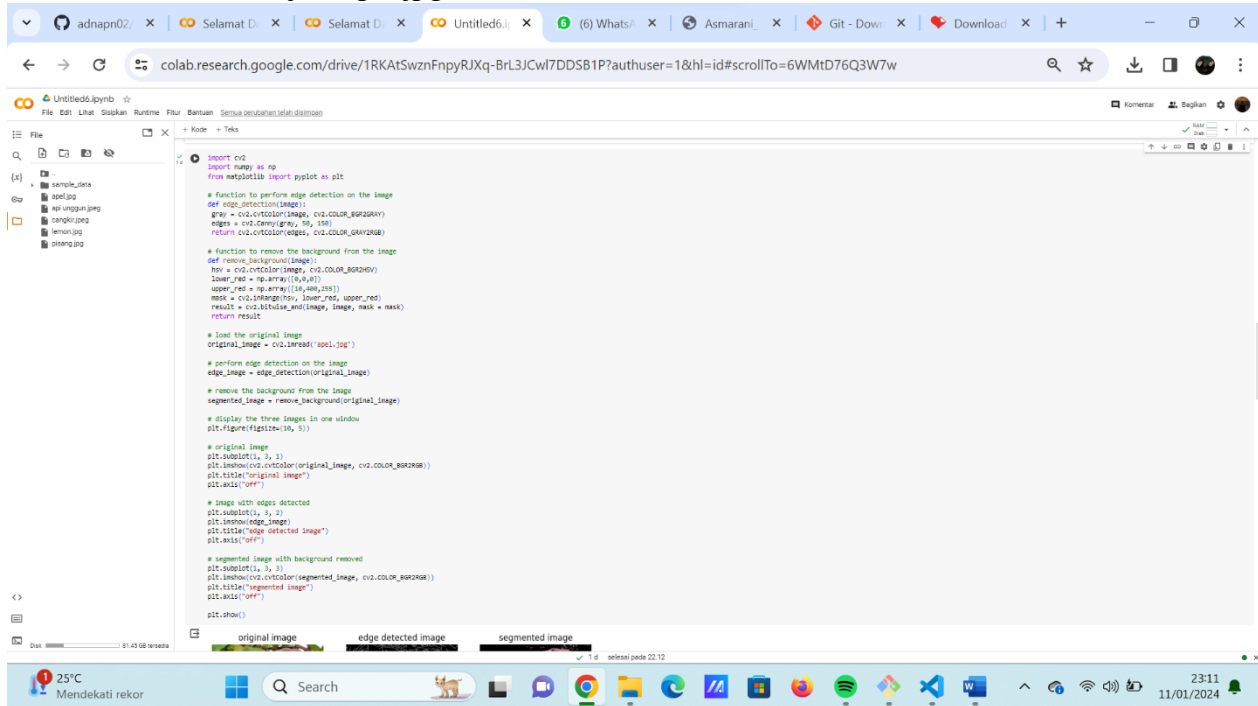 adnapn02/
Selamat D
Selamat D
Untitled6.i
(6) WhatsA
Asmarani_
Git - Down
Download
colab.research.google.com/drive/1RKAtSwznFnpyRJXq-BrL3JCwl7DDSB1P?authuser=1&hl=id#scrollTo=6WMtD76Q3W7w
Untitled6.ipynb
File Edit Lihat Sisipkan Runtime Fitur Bantuan Semua perubahan telah disimpan
Komentar Bagikan
File
+ Kode + Teks
RAM
Disk
{x}
..
sample_data
apel.jpg
api unggun.jpeg
cangkir.jpeg
lemon.jpg
pisang.jpg
import cv2
import numpy as np
from matplotlib import pyplot as plt
# function to perform edge detection on the image
def edge_detection(image):
gray = cv2.cvtColor(image, cv2.COLOR_BGR2GRAY)
edges = cv2.Canny(gray, 50, 150)
return cv2.cvtColor(edges, cv2.COLOR_GRAY2RGB)
# function to remove the background from the image
def remove_background(image):
hsv = cv2.cvtColor(image, cv2.COLOR_BGR2HSV)
lower_red = np.array([0,0,0])
upper_red = np.array([10,400,255])
mask = cv2.inRange(hsv, lower_red, upper_red)
result = cv2.bitwise_and(image, image, mask = mask)
return result
# load the original image
original_image = cv2.imread('apel.jpg')
# perform edge detection on the image
edge_image = edge_detection(original_image)
# remove the background from the image
segmented_image = remove_background(original_image)
# display the three images in one window
plt.figure(figsize=(10, 5))
# original image
plt.subplot(1, 3, 1)
plt.imshow(cv2.cvtColor(original_image, cv2.COLOR_BGR2RGB))
plt.title("original image")
plt.axis("off")
# image with edges detected
plt.subplot(1, 3, 2)
plt.imshow(edge_image)
plt.title("edge detected image")
plt.axis("off")
# segmented image with background removed
plt.subplot(1, 3, 3)
plt.imshow(cv2.cvtColor(segmented_image, cv2.COLOR_BGR2RGB))
plt.title("segmented image")
plt.axis("off")
plt.show()
original image edge detected image segmented image
Disk 81.45 GB tersedia
1 d selesai pada 22.12
1
25°C
Mendekati rekor
Search
23:11
11/01/2024